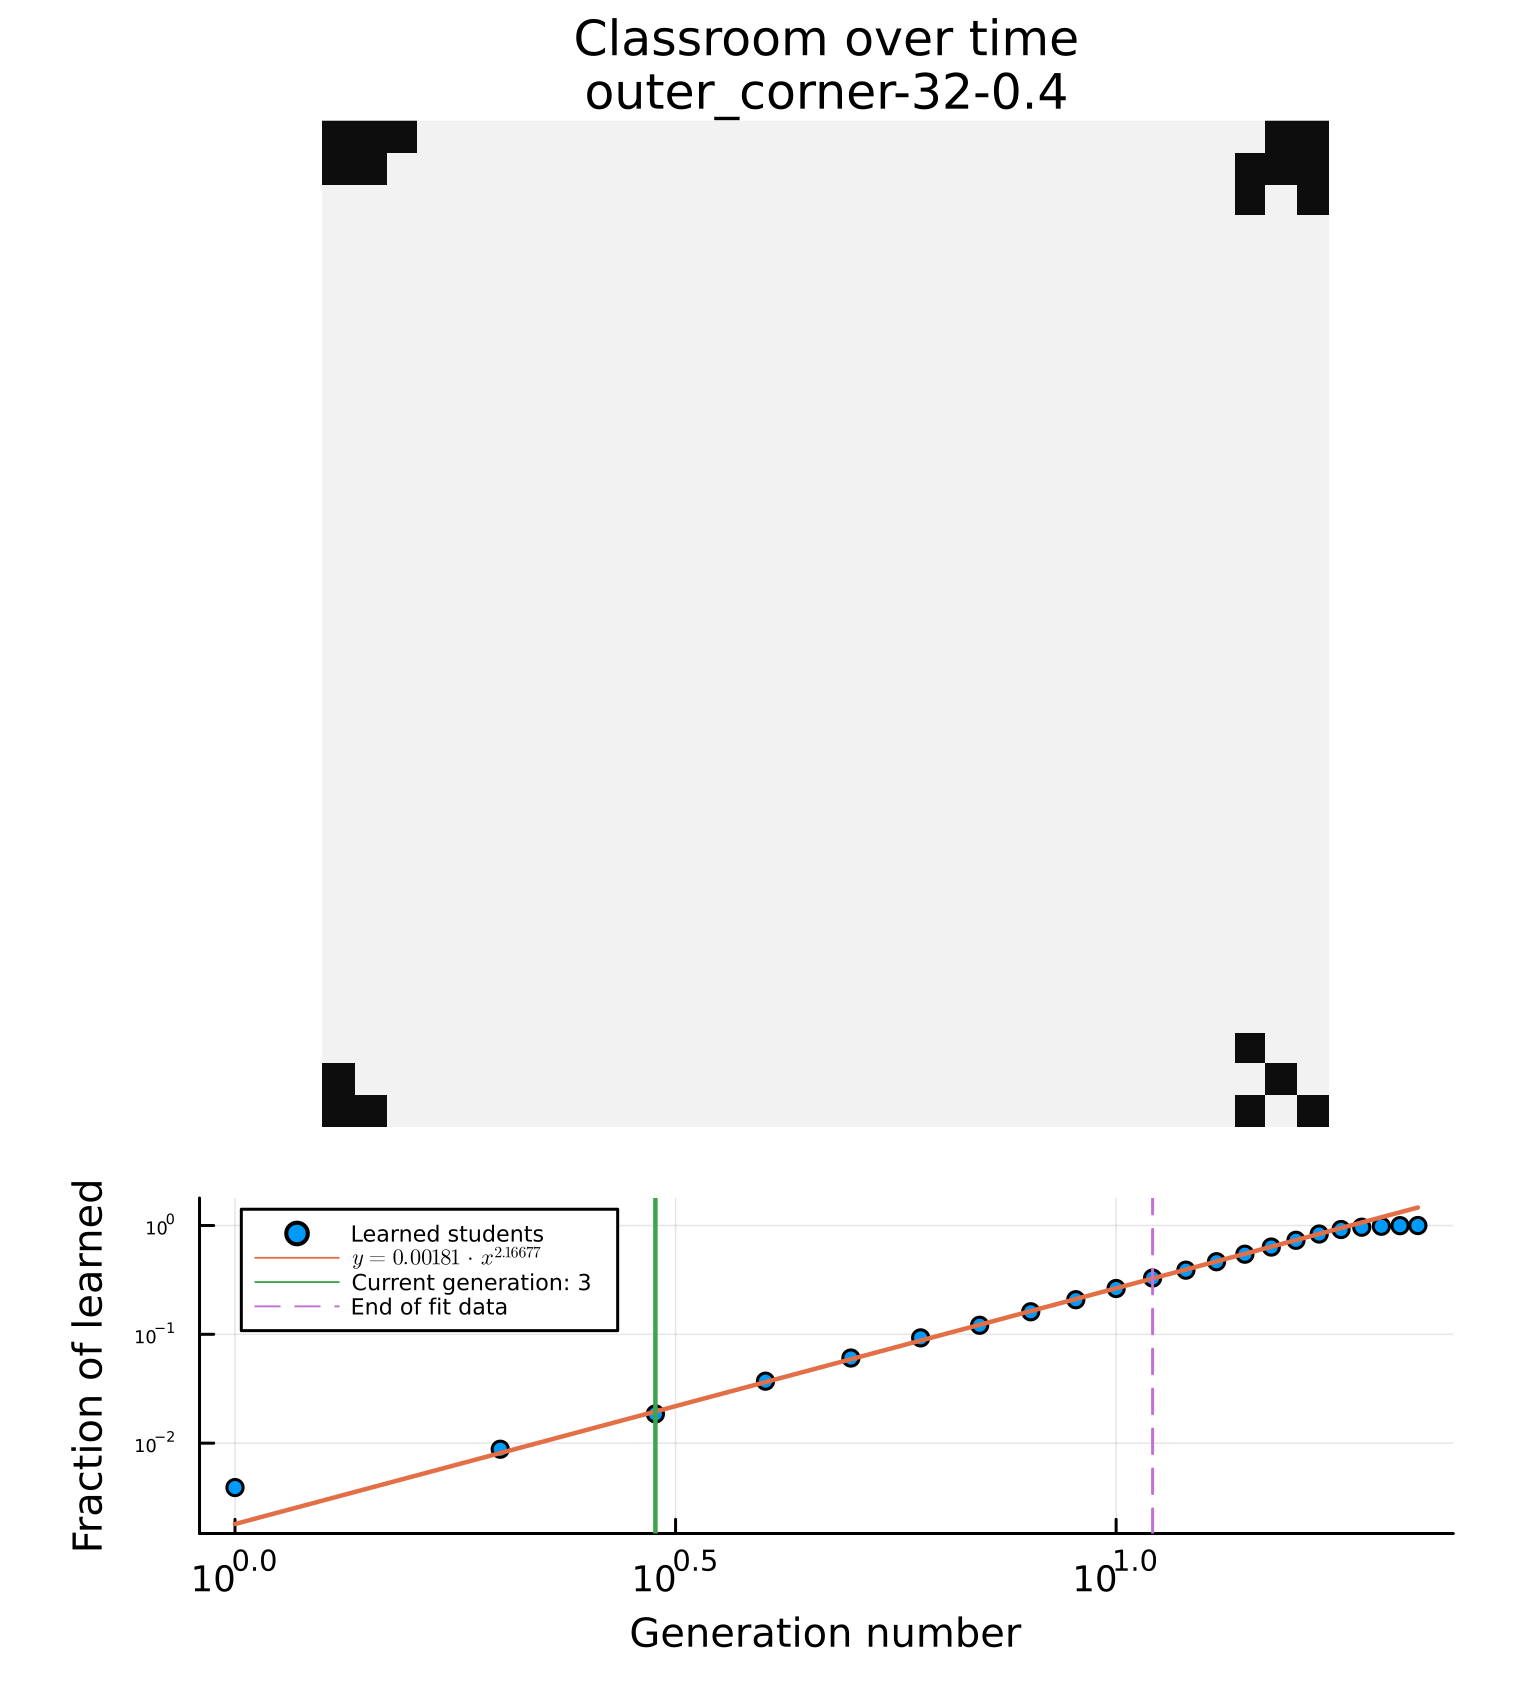 Classroom over time
outer_corner-32-0.4
Fraction of learned
10^0
10^-1
10^-2
Learned students
y = 0.00181 · x^2.16677
Current generation: 3
End of fit data
10^0.0 10^0.5 10^1.0
Generation number